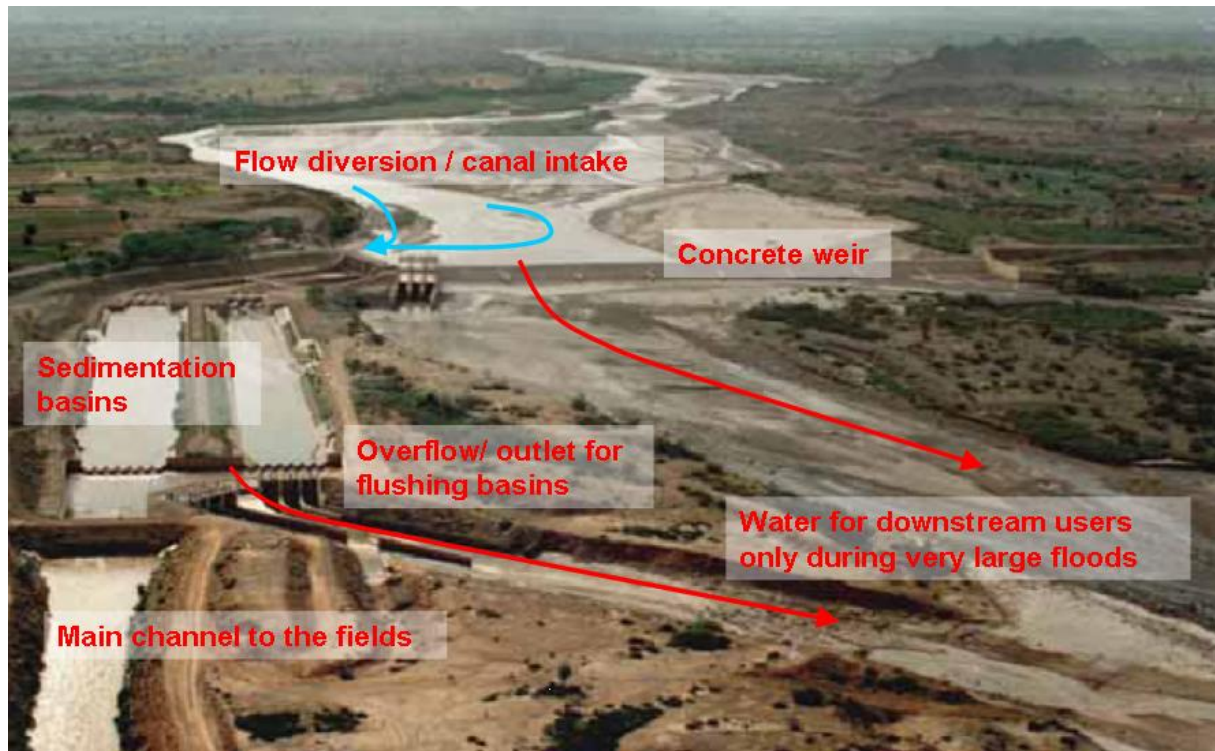 Flow diversion / canal intake
Concrete weir
Sedimentation
basins
Overflow/ outlet for
flushing basins
Water for downstream users
only during very large floods
Main channel to the fields